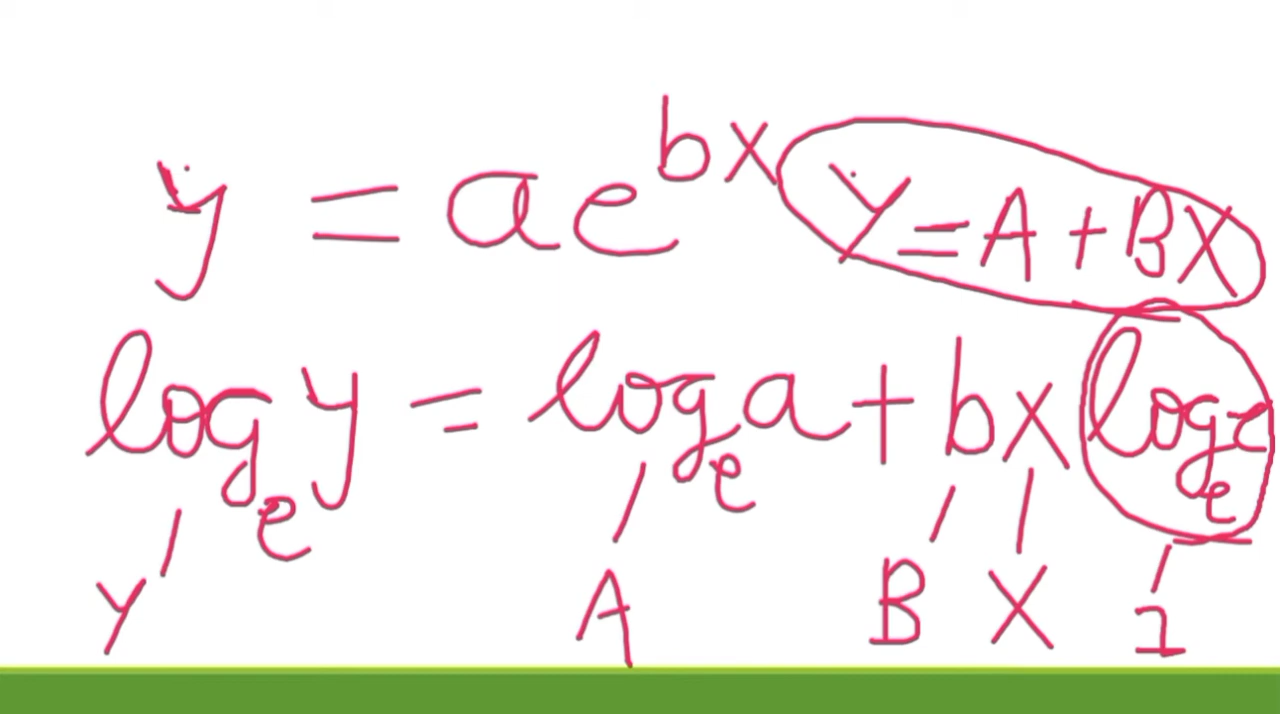 y = ae^{bx} Y = A + BX
log_e y = log_e a + bx log_e e
Y A B X 1